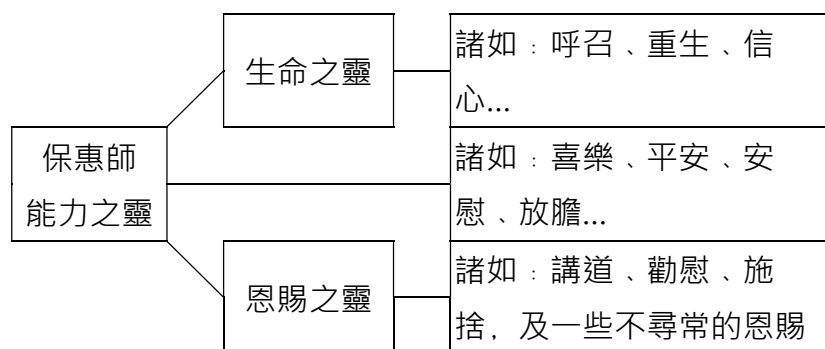 生命之靈
諸如﹕呼召﹑重生﹑信
心...
保惠師
能力之靈
諸如﹕喜樂﹑平安﹑安
慰﹑放膽...
恩賜之靈
諸如﹕講道﹑勸慰﹑施
捨，及一些不尋常的恩賜